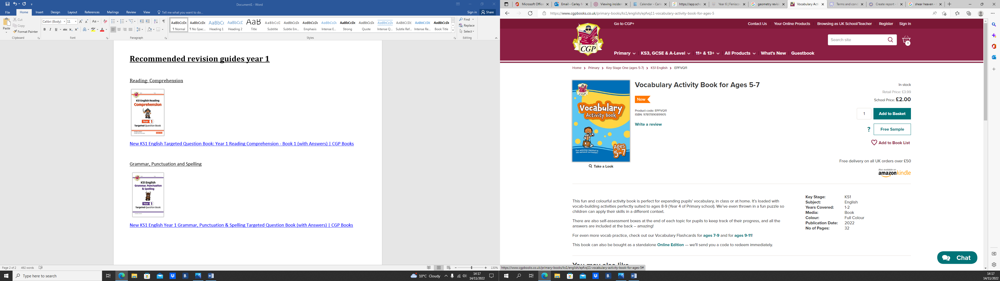 Document1 - Word
File Home Insert Design Layout References Mailings Review View Tell me what you want to do... Sign in Share
Paste Cut Copy Format Painter Clipboard
Calibri (Body) 11 Font
Paragraph
¶ Normal ¶ No Spac... Heading 1 Heading 2 Title Subtitle Subtle Em... Emphasis Intense E... Strong Quote Intense Q... Subtle Ref... Intense Re... Book Title
Styles
Find Replace Select Editing
Recommended revision guides year 1
Reading: Comprehension
KS1 English Reading
Comprehension
Year 1
Targeted Question Book
New KS1 English Targeted Question Book: Year 1 Reading Comprehension - Book 1 (with Answers) | CGP Books
Grammar, Punctuation and Spelling
KS1 English
Grammar, Punctuation
& Spelling
Year 1
Targeted Question Book
New KS1 English Year 1 Grammar, Punctuation & Spelling Targeted Question Book (with Answers) | CGP Books
Page 2 of 2 492 words 130%
Type here to search
10°C Cloudy 14:17
14/11/2022
Microsoft Office Email - Carley M Viewing inciden Calendar - Carle https://app.scho Year 6 | Fenisco geometry revisi Vocabulary Acti Terms and cond Create report - shear heaven -
https://www.cgpbooks.co.uk/primary-books/ks1/english/epfvq11-vocabulary-activity-book-for-ages-5
Go to CGP+ Contact Us Your Online Products Browsing as UK School/Teacher Register Sign In
CGP
Search site 0
Primary KS3, GCSE & A-Level 11+ & 13+ All Products What's New Guestbook
Home > Primary > Key Stage One (ages 5-7) > KS1 English > EPFVQ11
CGP
Vocabulary
Activity Book
Fun activities matched to
the national curriculum!
Ages
5-7
Take a Look
Vocabulary Activity Book for Ages 5-7
New
Product code: EPFVQ11
ISBN: 9781789089905
Write a review
In stock
Retail Price: £3.99
School Price: £2.00
1 Add to Basket
? Free Sample
Add to Book List
Free delivery on all UK orders over £50
Also available on
amazonkindle
This fun and colourful activity book is perfect for expanding pupils' vocabulary, in class or at home. It's loaded with
vocab-building activities perfectly suited to ages 8-9 (Year 4 of Primary school). We've even thrown in a fun puzzle so
children can apply their skills in a different context.
There are also self-assessment boxes at the end of each topic for pupils to keep track of their progress, and all the
answers are included at the back – amazing!
For even more vocab practice, check out our Vocabulary Flashcards for ages 7-9 and for ages 9-11!
This book can also be bought as a standalone Online Edition — we'll send you a code to redeem immediately.
Key Stage: KS1
Subject: English
Years Covered: 1-2
Media: Book
Colour: Full Colour
Publication Date: 2022
No of Pages: 32
Chat
You may also like
https://www.cgpbooks.co.uk/primary-books/ks1/english/epfvq11-vocabulary-activity-book-for-ages-5#
14:17
14/11/2022